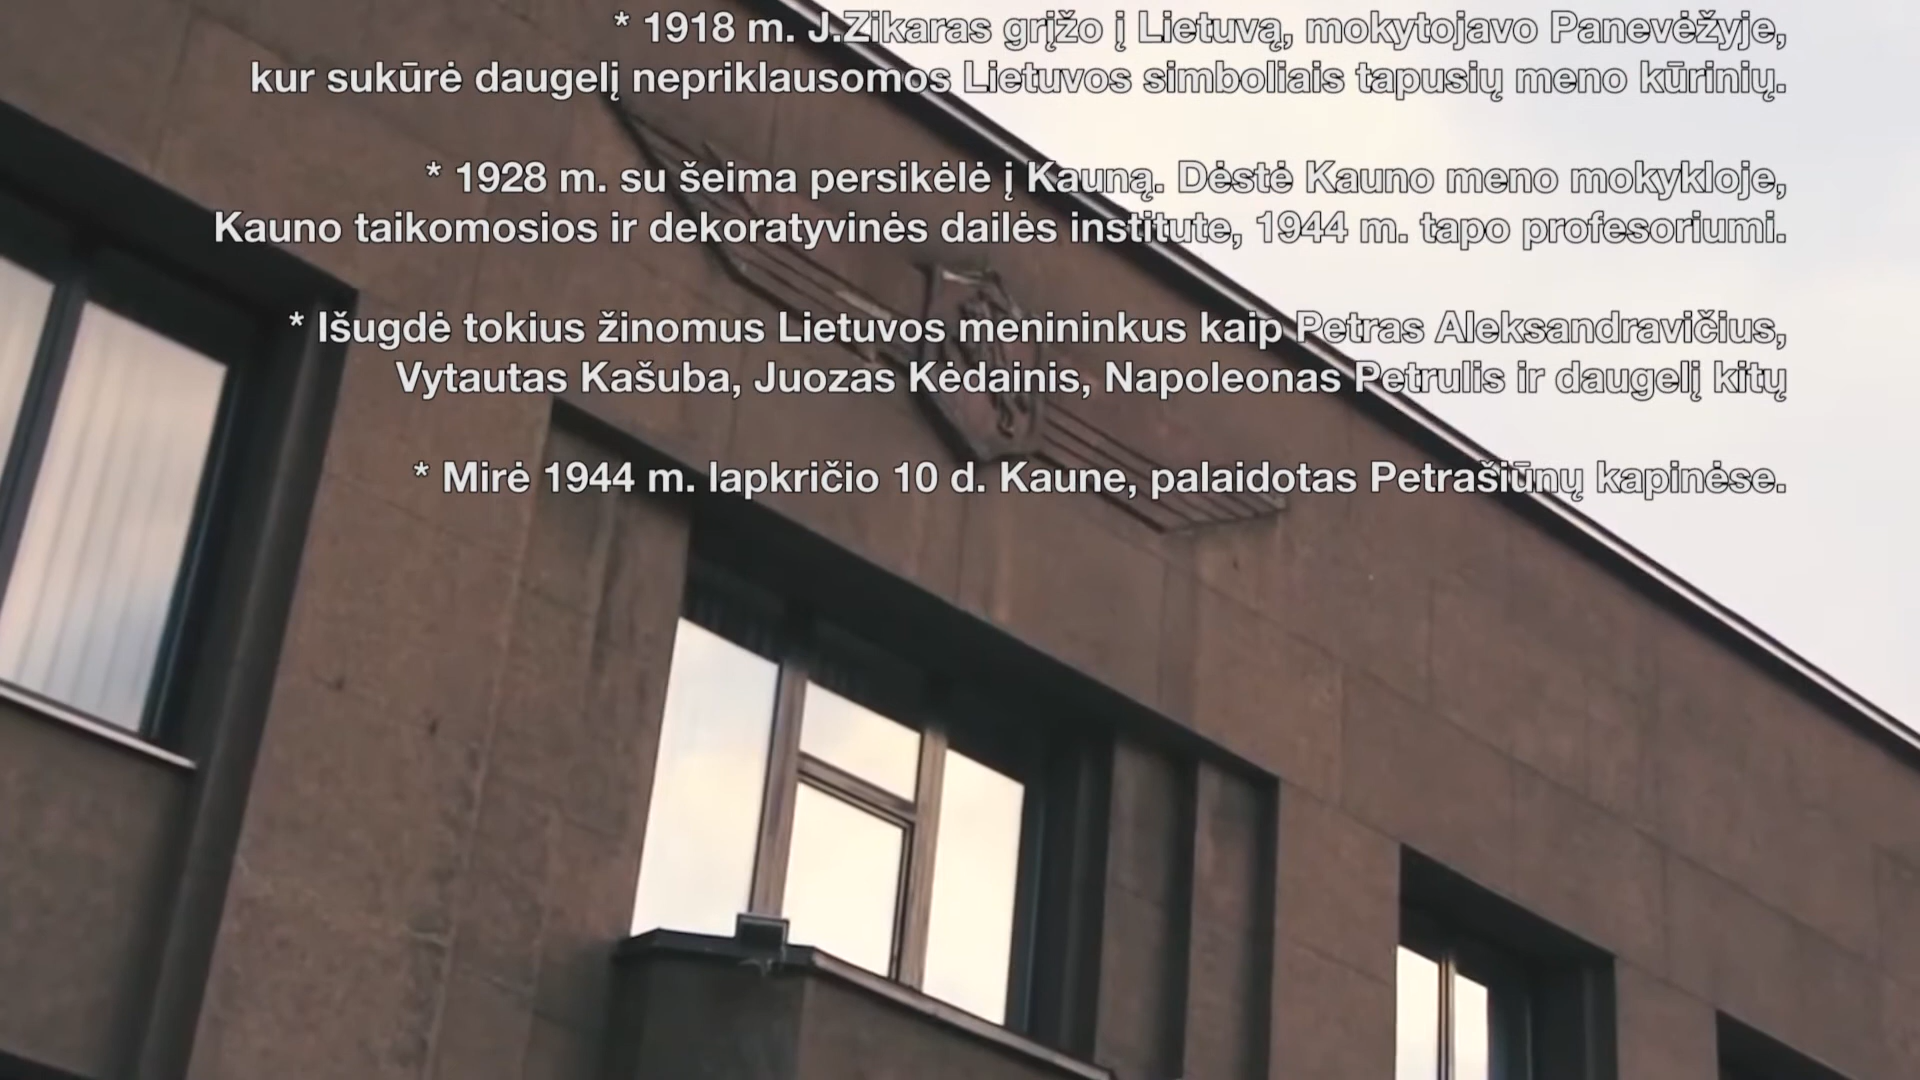 * 1918 m. J.Zikaras grįžo į Lietuvą, mokytojavo Panevėžyje,
kur sukūrė daugelį nepriklausomos Lietuvos simboliais tapusių meno kūrinių.
* 1928 m. su šeima persikėlė į Kauną. Dėstė Kauno meno mokykloje,
Kauno taikomosios ir dekoratyvinės dailės institute, 1944 m. tapo profesoriumi.
* Išugdė tokius žinomus Lietuvos menininkus kaip Petras Aleksandravičius,
Vytautas Kašuba, Juozas Kėdainis, Napoleonas Petrulis ir daugelį kitų
* Mirė 1944 m. lapkričio 10 d. Kaune, palaidotas Petrašiūnų kapinėse.